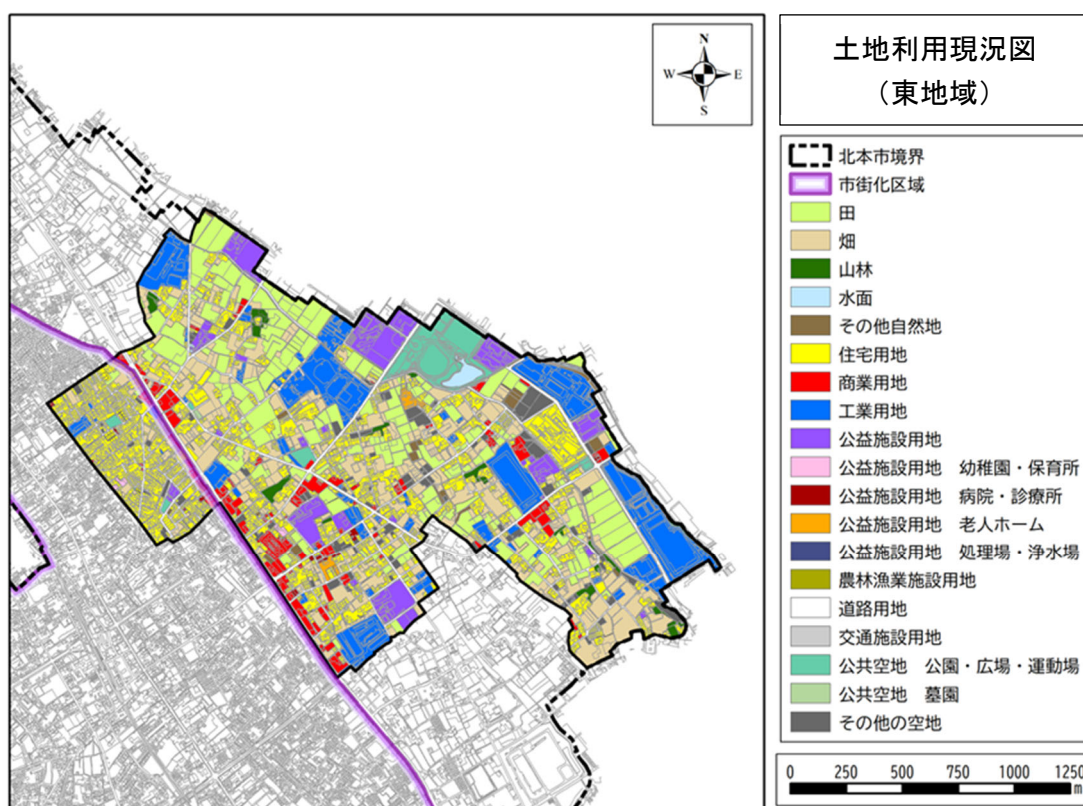 土地利用現況図
（東地域）
N
W E
S
北本市境界
市街化区域
田
畑
山林
水面
その他自然地
住宅用地
商業用地
工業用地
公益施設用地
公益施設用地　幼稚園・保育所
公益施設用地　病院・診療所
公益施設用地　老人ホーム
公益施設用地　処理場・浄水場
農林漁業施設用地
道路用地
交通施設用地
公共空地　公園・広場・運動場
公共空地　墓園
その他の空地
0 250 500 750 1000 1250
m